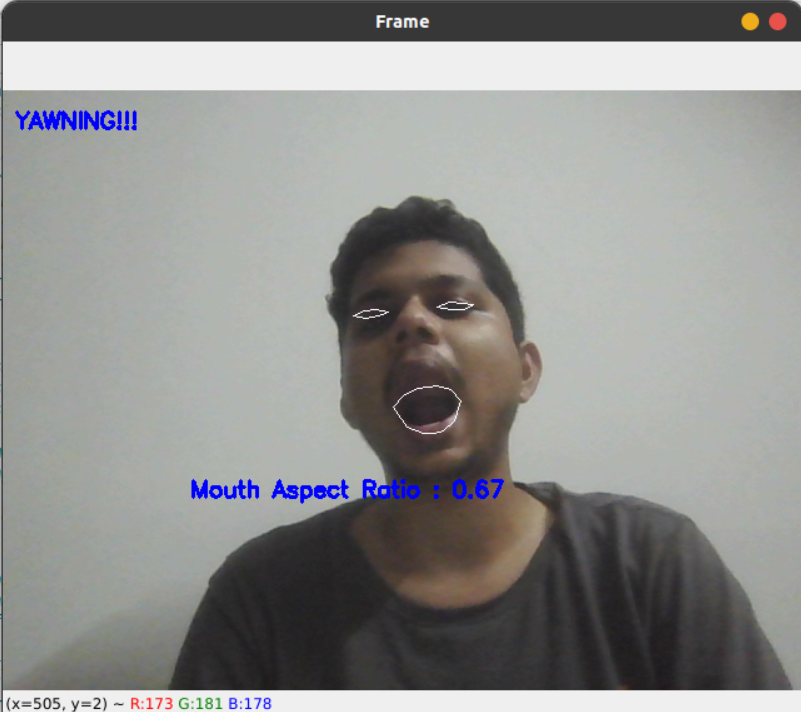 Frame
YAWNING!!!
Mouth Aspect Ratio : 0.67
(x=505, y=2) ~ R:173 G:181 B:178